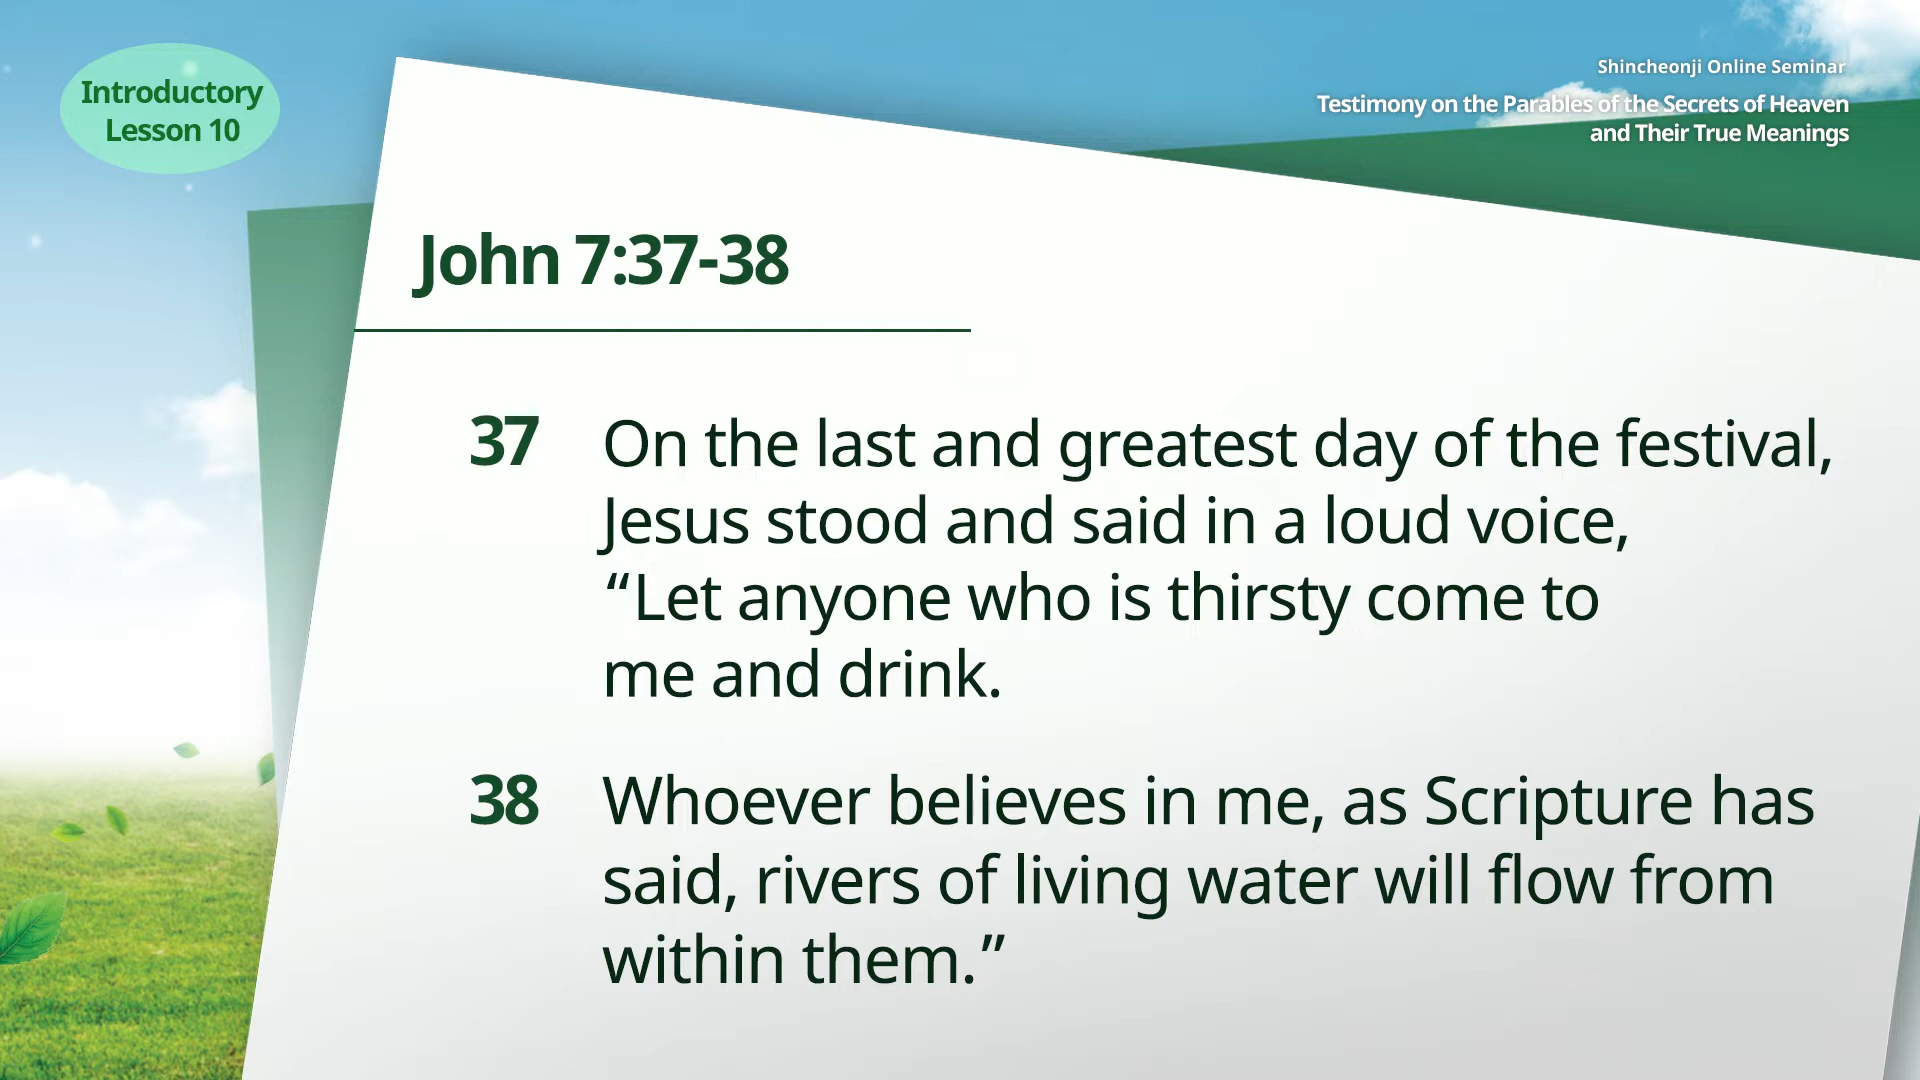 Introductory
Lesson 10
Shincheonji Online Seminar
Testimony on the Parables of the Secrets of Heaven
and Their True Meanings
John 7:37-38
37 On the last and greatest day of the festival,
Jesus stood and said in a loud voice,
“Let anyone who is thirsty come to
me and drink.
38 Whoever believes in me, as Scripture has
said, rivers of living water will flow from
within them.”